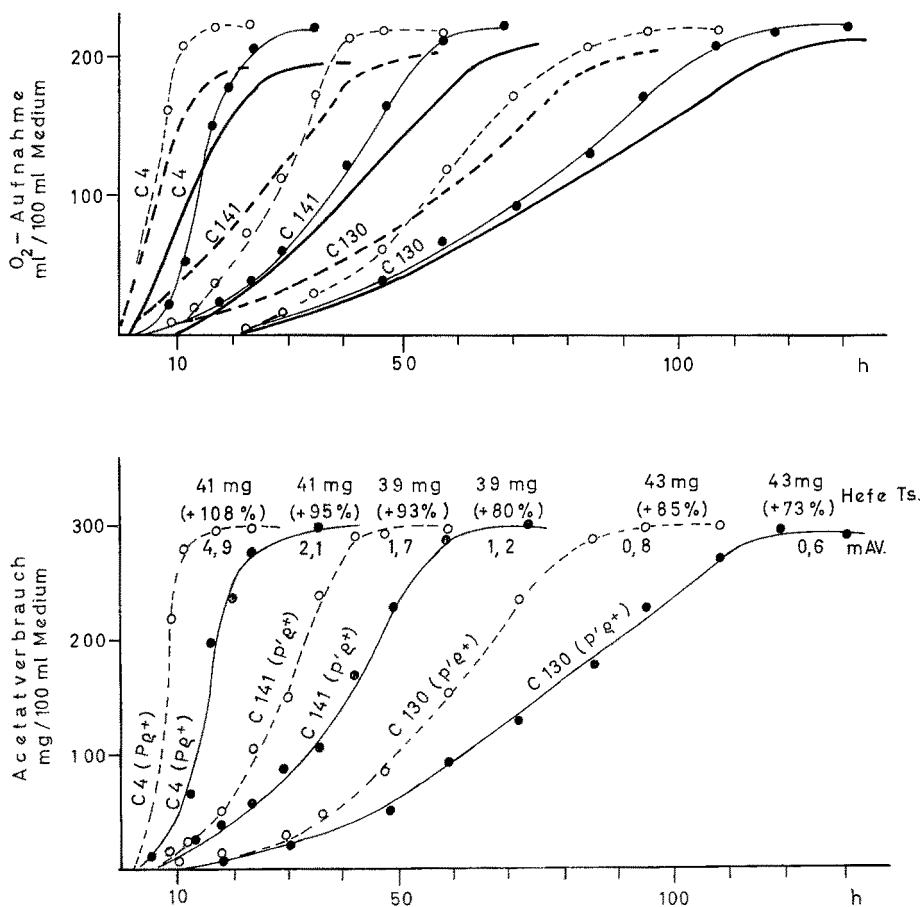 O₂-Aufnahme
ml/100 ml Medium
200
100
C 4
C 4
C 141
C 141
C 130
C 130
10
50
100
h
Acetatverbrauch
mg/100 ml Medium
300
200
100
41 mg
(+108 %)
4,9
41 mg
(+95%)
2,1
39 mg
(+93%)
1,7
39 mg
(+80%)
1,2
43 mg
(+85%)
0,8
43mg
(+73%)
0,6
Hefe Ts.
mAV.
C 4 (Pϱ⁺)
C 4 (Pϱ⁺)
C 141 (p'ϱ⁺)
C 141 (p'ϱ⁺)
C 130 (p'ϱ⁺)
C 130 (p'ϱ⁺)
10
50
100
h